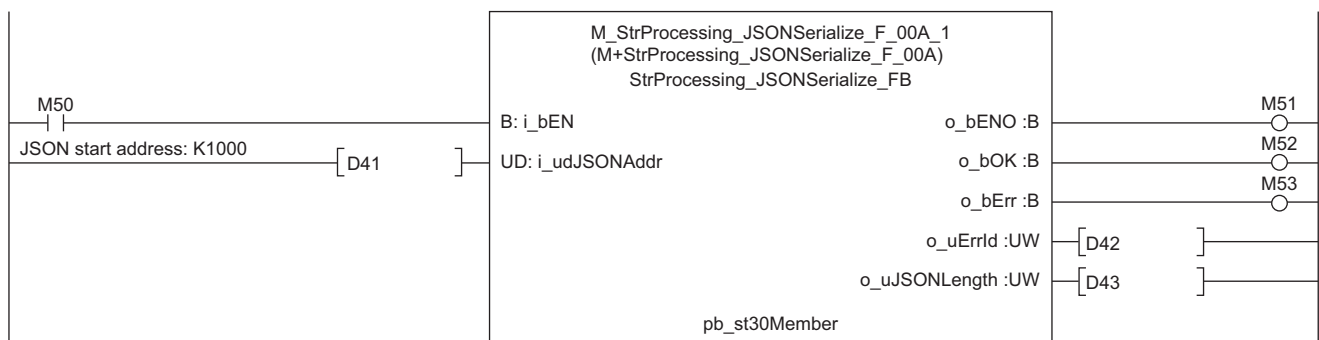 M_StrProcessing_JSONSerialize_F_00A_1
(M+StrProcessing_JSONSerialize_F_00A)
StrProcessing_JSONSerialize_FB
M50
B: i_bEN
o_bENO :B
M51
JSON start address: K1000
D41
UD: i_udJSONAddr
o_bOK :B
M52
o_bErr :B
M53
o_uErrId :UW
D42
o_uJSONLength :UW
D43
pb_st30Member